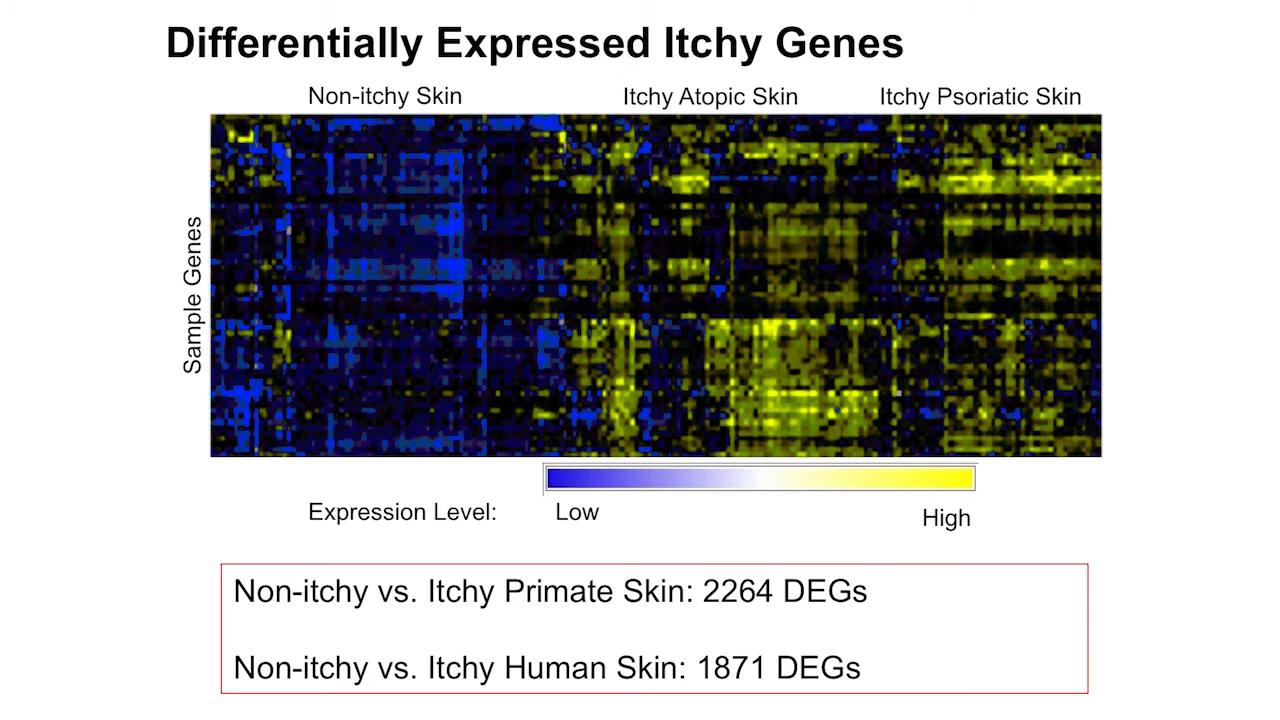 Differentially Expressed Itchy Genes
Non-itchy Skin
Itchy Atopic Skin
Itchy Psoriatic Skin
Sample Genes
Expression Level:
Low
High
Non-itchy vs. Itchy Primate Skin: 2264 DEGs
Non-itchy vs. Itchy Human Skin: 1871 DEGs